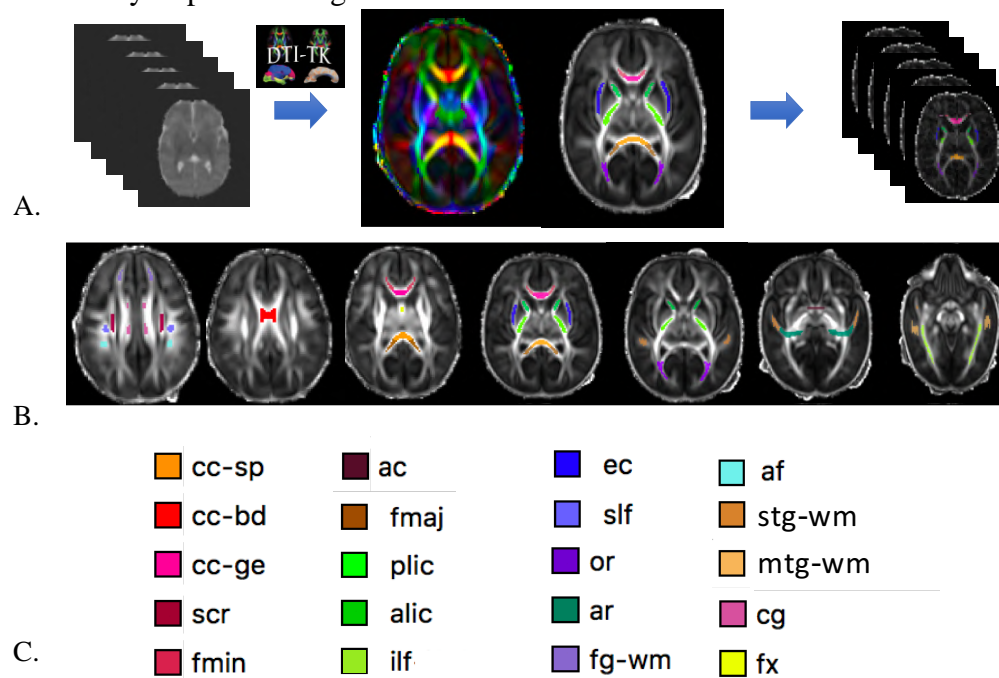 DTI-TK
A.
B.
cc-sp ac ec af
cc-bd fmaj slf stg-wm
cc-ge plic or mtg-wm
scr alic ar cg
C.
fmin ilf fg-wm fx